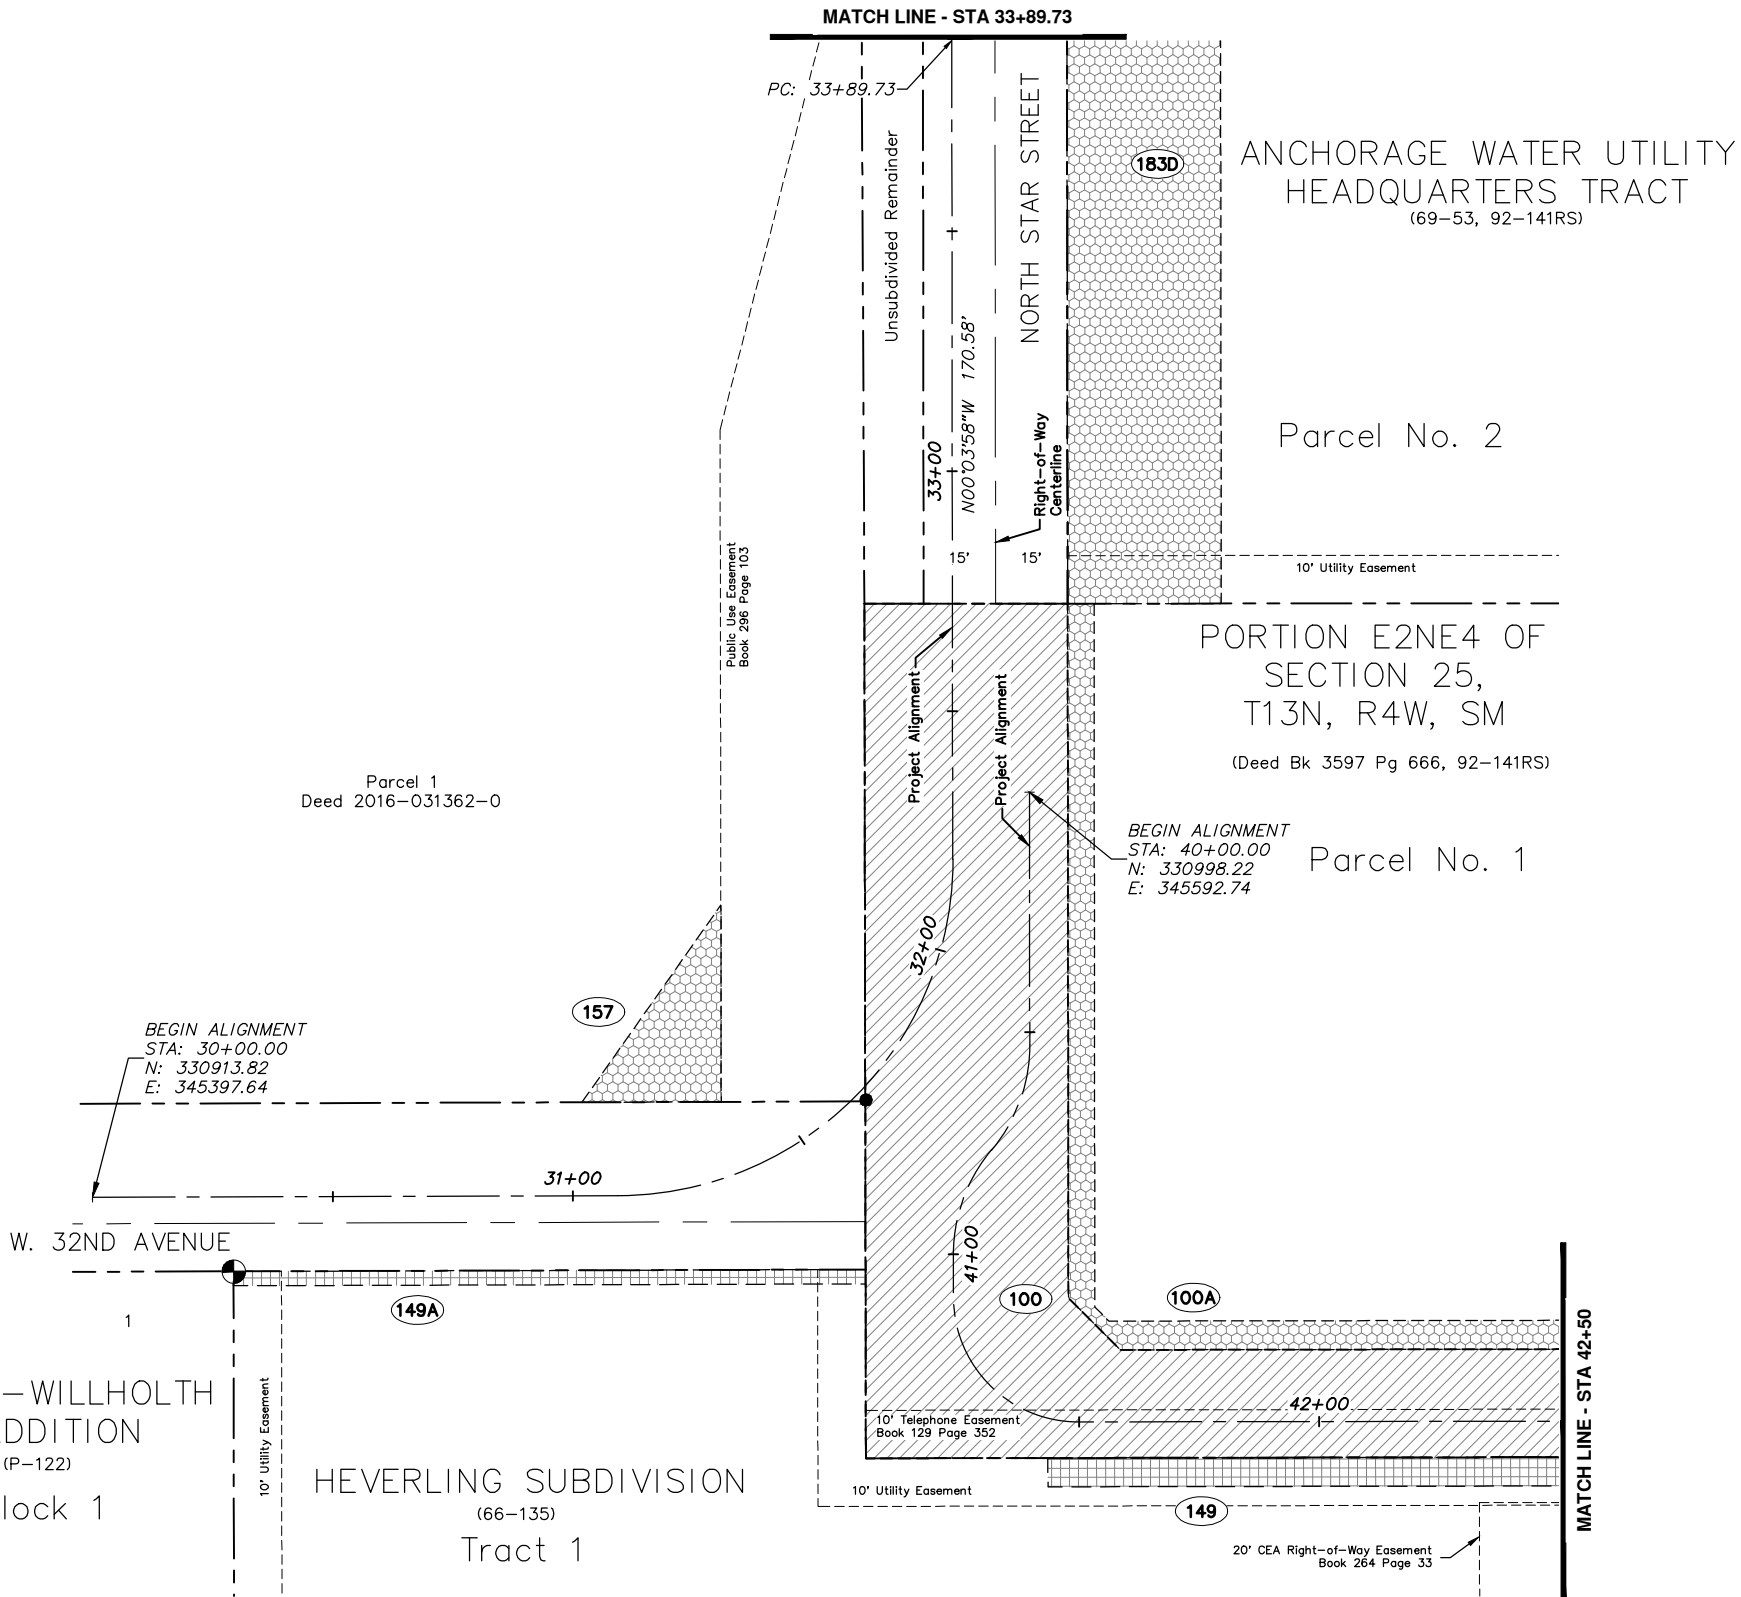 MATCH LINE - STA 33+89.73
PC: 33+89.73
Unsubdivided Remainder
NORTH STAR STREET
183D
ANCHORAGE WATER UTILITY
HEADQUARTERS TRACT
(69-53, 92-141RS)
N00°03'58"W 170.58'
33+00
Right-of-Way
Centerline
Parcel No. 2
15'
15'
10' Utility Easement
Public Use Easement
Book 296 Page 103
PORTION E2NE4 OF
SECTION 25,
T13N, R4W, SM
(Deed Bk 3597 Pg 666, 92-141RS)
Project Alignment
Project Alignment
Parcel 1
Deed 2016-031362-0
BEGIN ALIGNMENT
STA: 40+00.00
N: 330998.22
E: 345592.74
Parcel No. 1
32+00
157
BEGIN ALIGNMENT
STA: 30+00.00
N: 330913.82
E: 345397.64
31+00
W. 32ND AVENUE
41+00
149A
100
100A
1
MATCH LINE - STA 42+50
-WILLHOLTH
DDITION
(P-122)
lock 1
10' Utility Easement
42+00
10' Telephone Easement
Book 129 Page 352
HEVERLING SUBDIVISION
(66-135)
Tract 1
10' Utility Easement
149
20' CEA Right-of-Way Easement
Book 264 Page 33